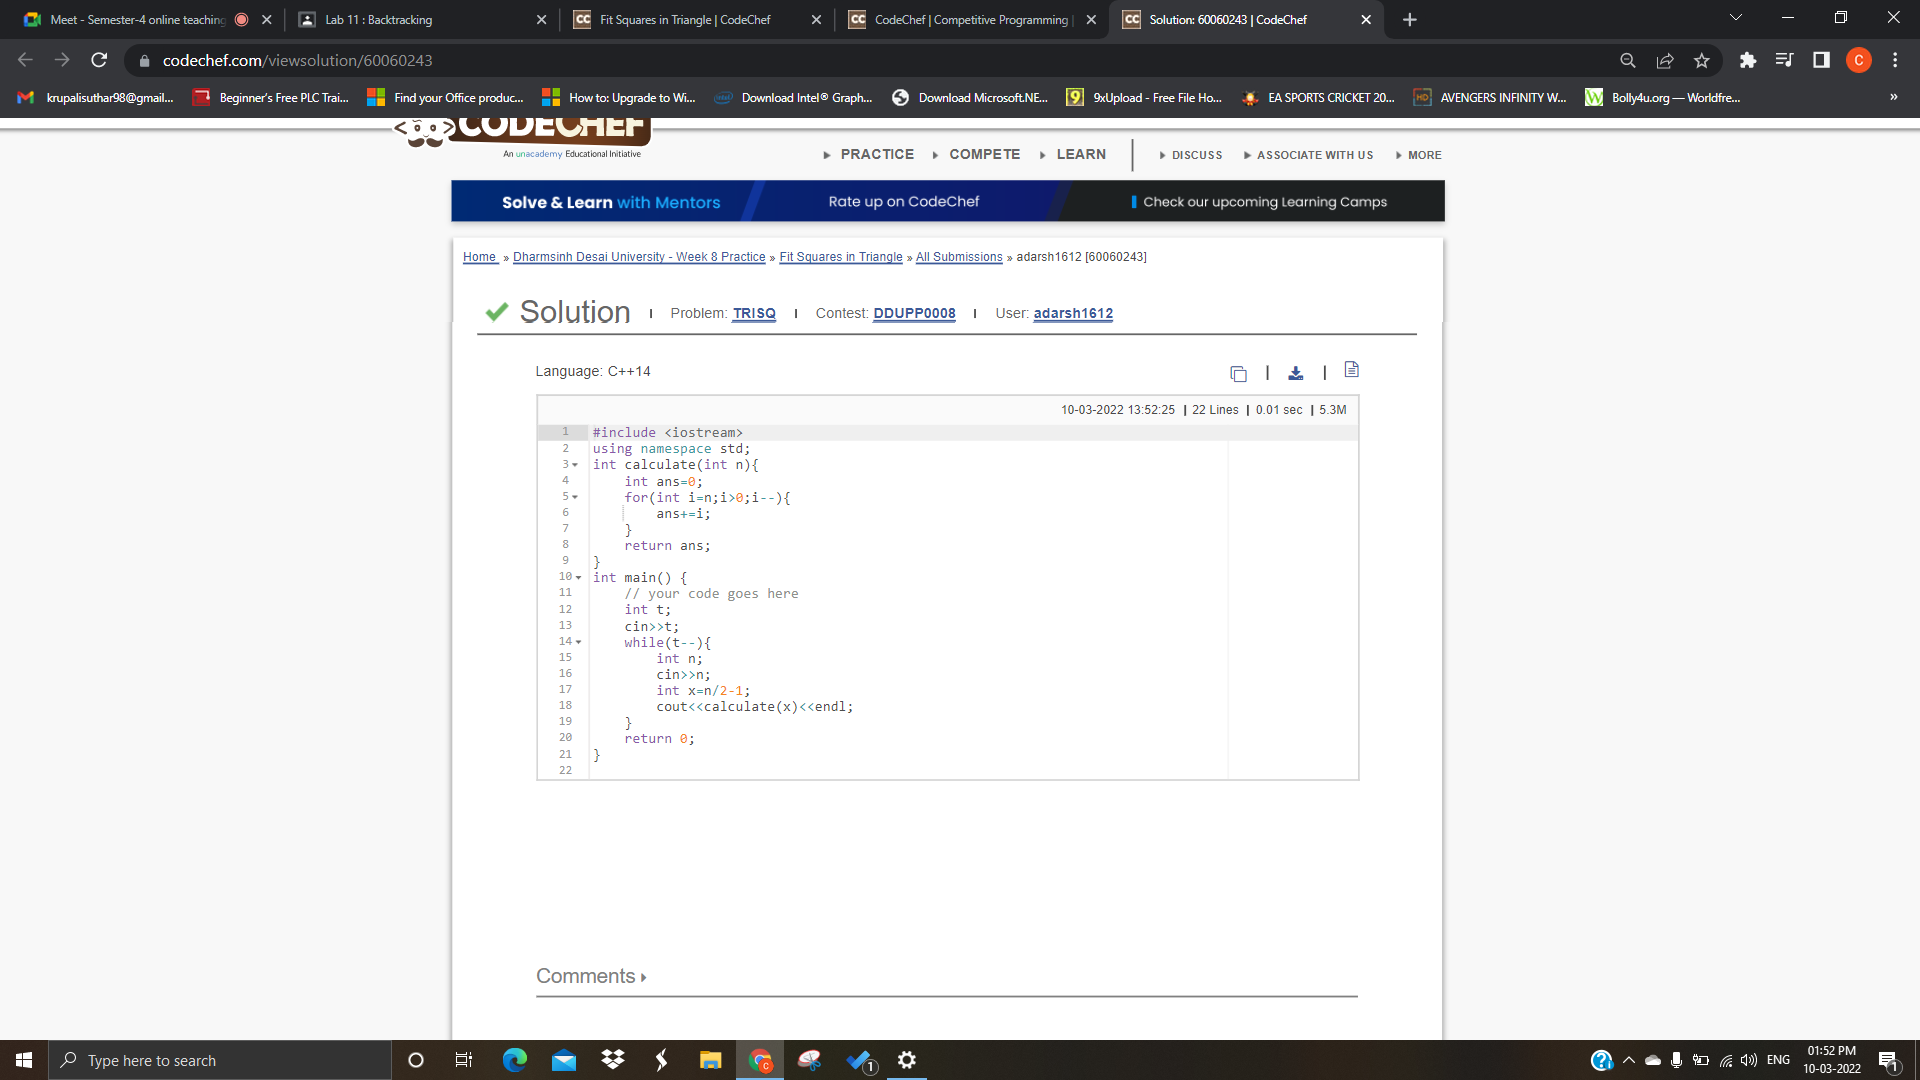 Meet - Semester-4 online teaching
Lab 11 : Backtracking
CC Fit Squares in Triangle | CodeChef
CC CodeChef | Competitive Programming |
CC Solution: 60060243 | CodeChef
codechef.com/viewsolution/60060243
C
krupalisuthar98@gmail...
Beginner's Free PLC Trai...
Find your Office produc...
How to: Upgrade to Wi...
Download Intel® Graph...
Download Microsoft.NE...
9xUpload - Free File Ho...
EA SPORTS CRICKET 20...
HD AVENGERS INFINITY W...
Bolly4u.org — Worldfre...
»
CODECHEF
An unacademy Educational Initiative
PRACTICE COMPETE LEARN DISCUSS ASSOCIATE WITH US MORE
Solve & Learn with Mentors Rate up on CodeChef Check our upcoming Learning Camps
Home » Dharmsinh Desai University - Week 8 Practice » Fit Squares in Triangle » All Submissions » adarsh1612 [60060243]
Solution | Problem: TRISQ | Contest: DDUPP0008 | User: adarsh1612
Language: C++14
10-03-2022 13:52:25 | 22 Lines | 0.01 sec | 5.3M
1 #include <iostream>
2 using namespace std;
3 int calculate(int n){
4 int ans=0;
5 for(int i=n;i>0;i--){
6 ans+=i;
7 }
8 return ans;
9 }
10 int main() {
11 // your code goes here
12 int t;
13 cin>>t;
14 while(t--){
15 int n;
16 cin>>n;
17 int x=n/2-1;
18 cout<<calculate(x)<<endl;
19 }
20 return 0;
21 }
22
Comments
Type here to search
1
ENG
01:52 PM
10-03-2022
1